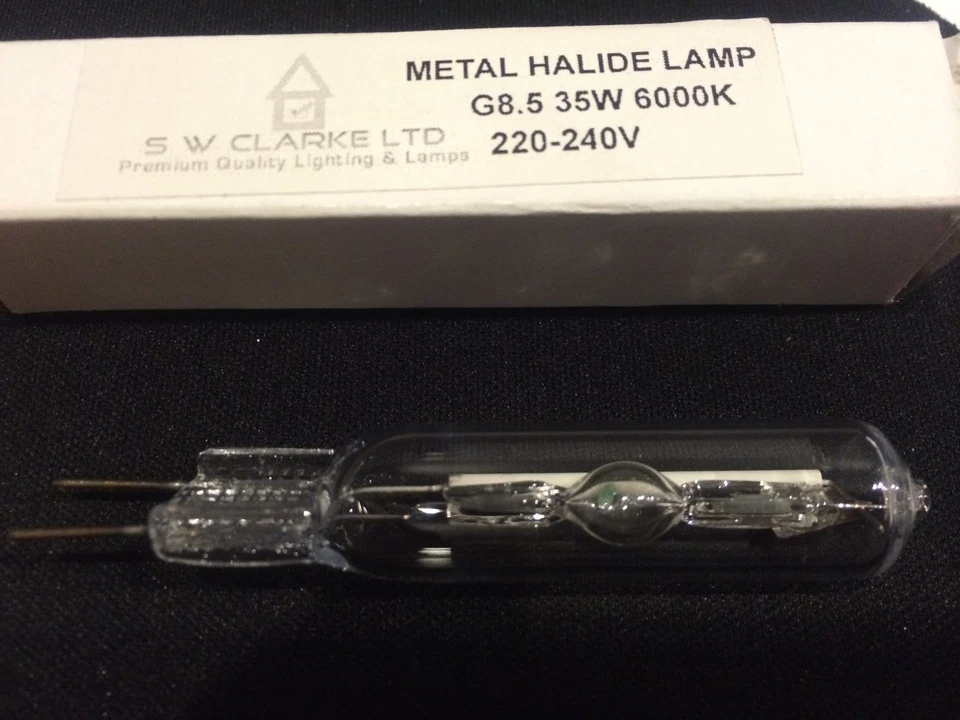 METAL HALIDE LAMP
G8.5 35W 6000K
220-240V
S W CLARKE LTD
Premium Quality Lighting & Lamps